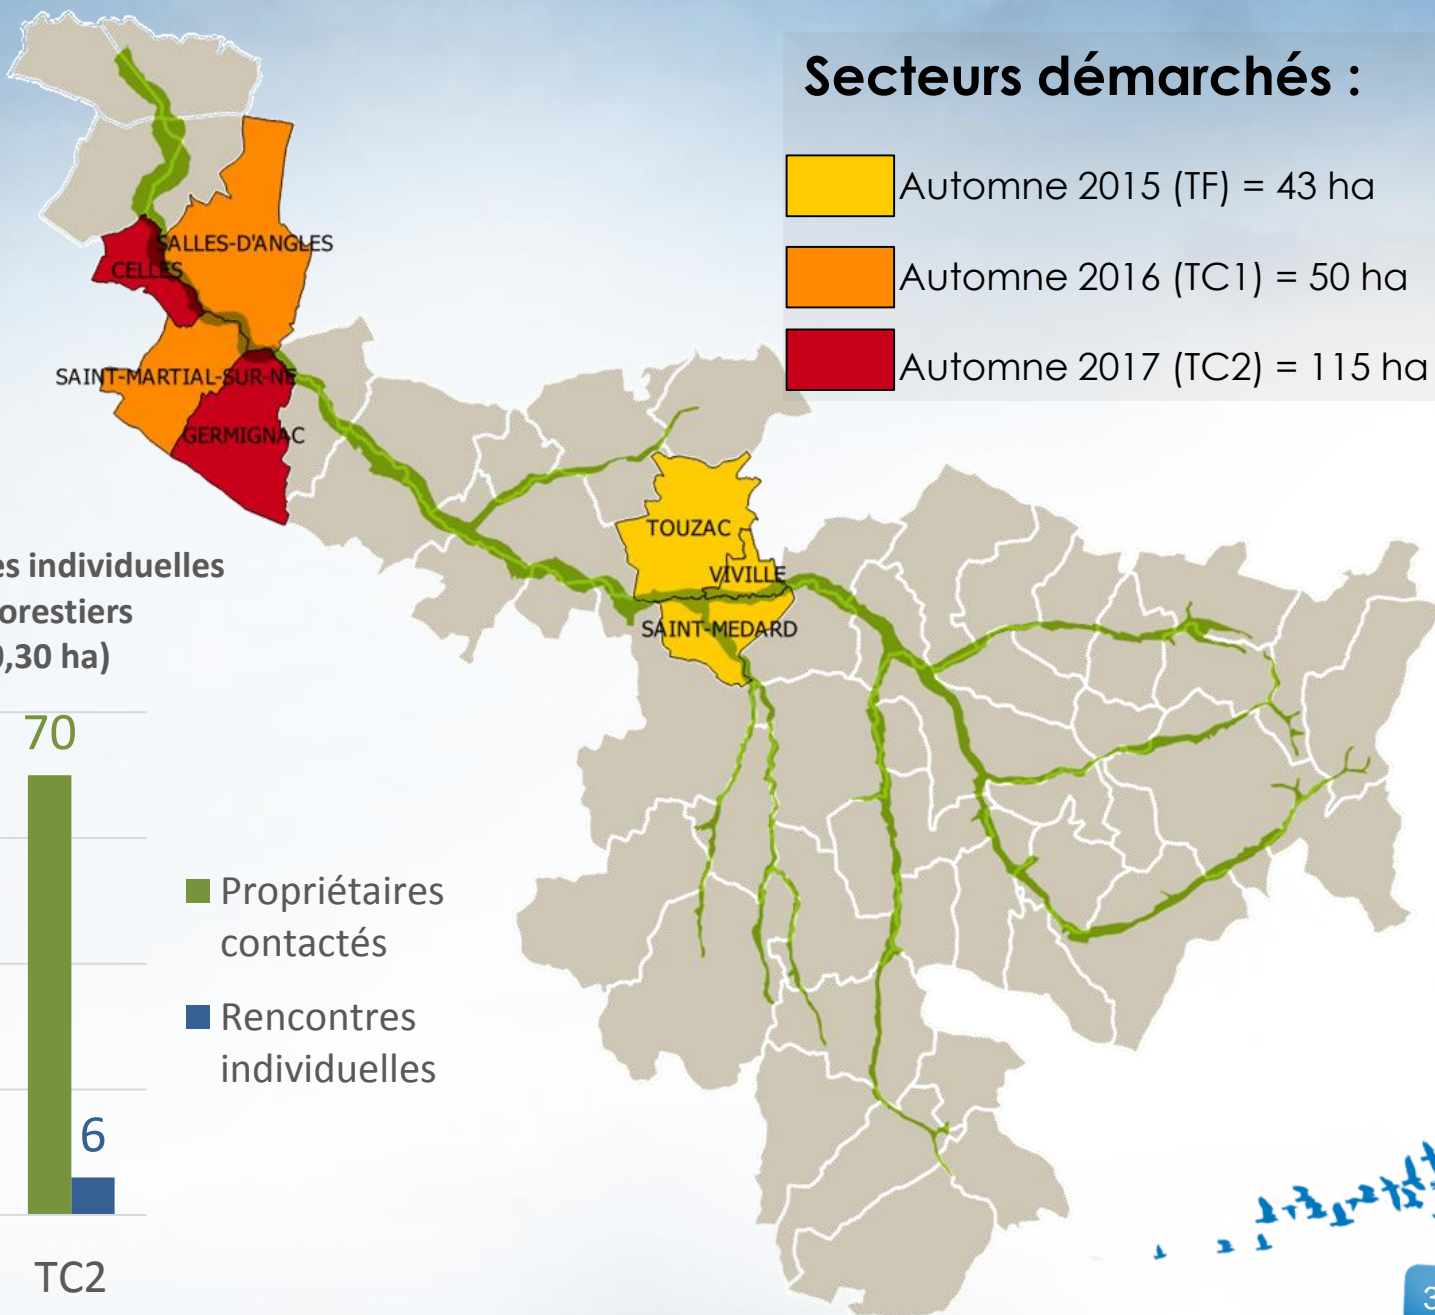 Secteurs démarchés :
Automne 2015 (TF) = 43 ha
Automne 2016 (TC1) = 50 ha
Automne 2017 (TC2) = 115 ha
SALLES-D'ANGLES
CELLES
SAINT-MARTIAL-SUR-NE
GERMIGNAC
TOUZAC
VIVILLE
SAINT-MEDARD
es individuelles
orestiers
0,30 ha)
70
6
TC2
Propriétaires
contactés
Rencontres
individuelles
3